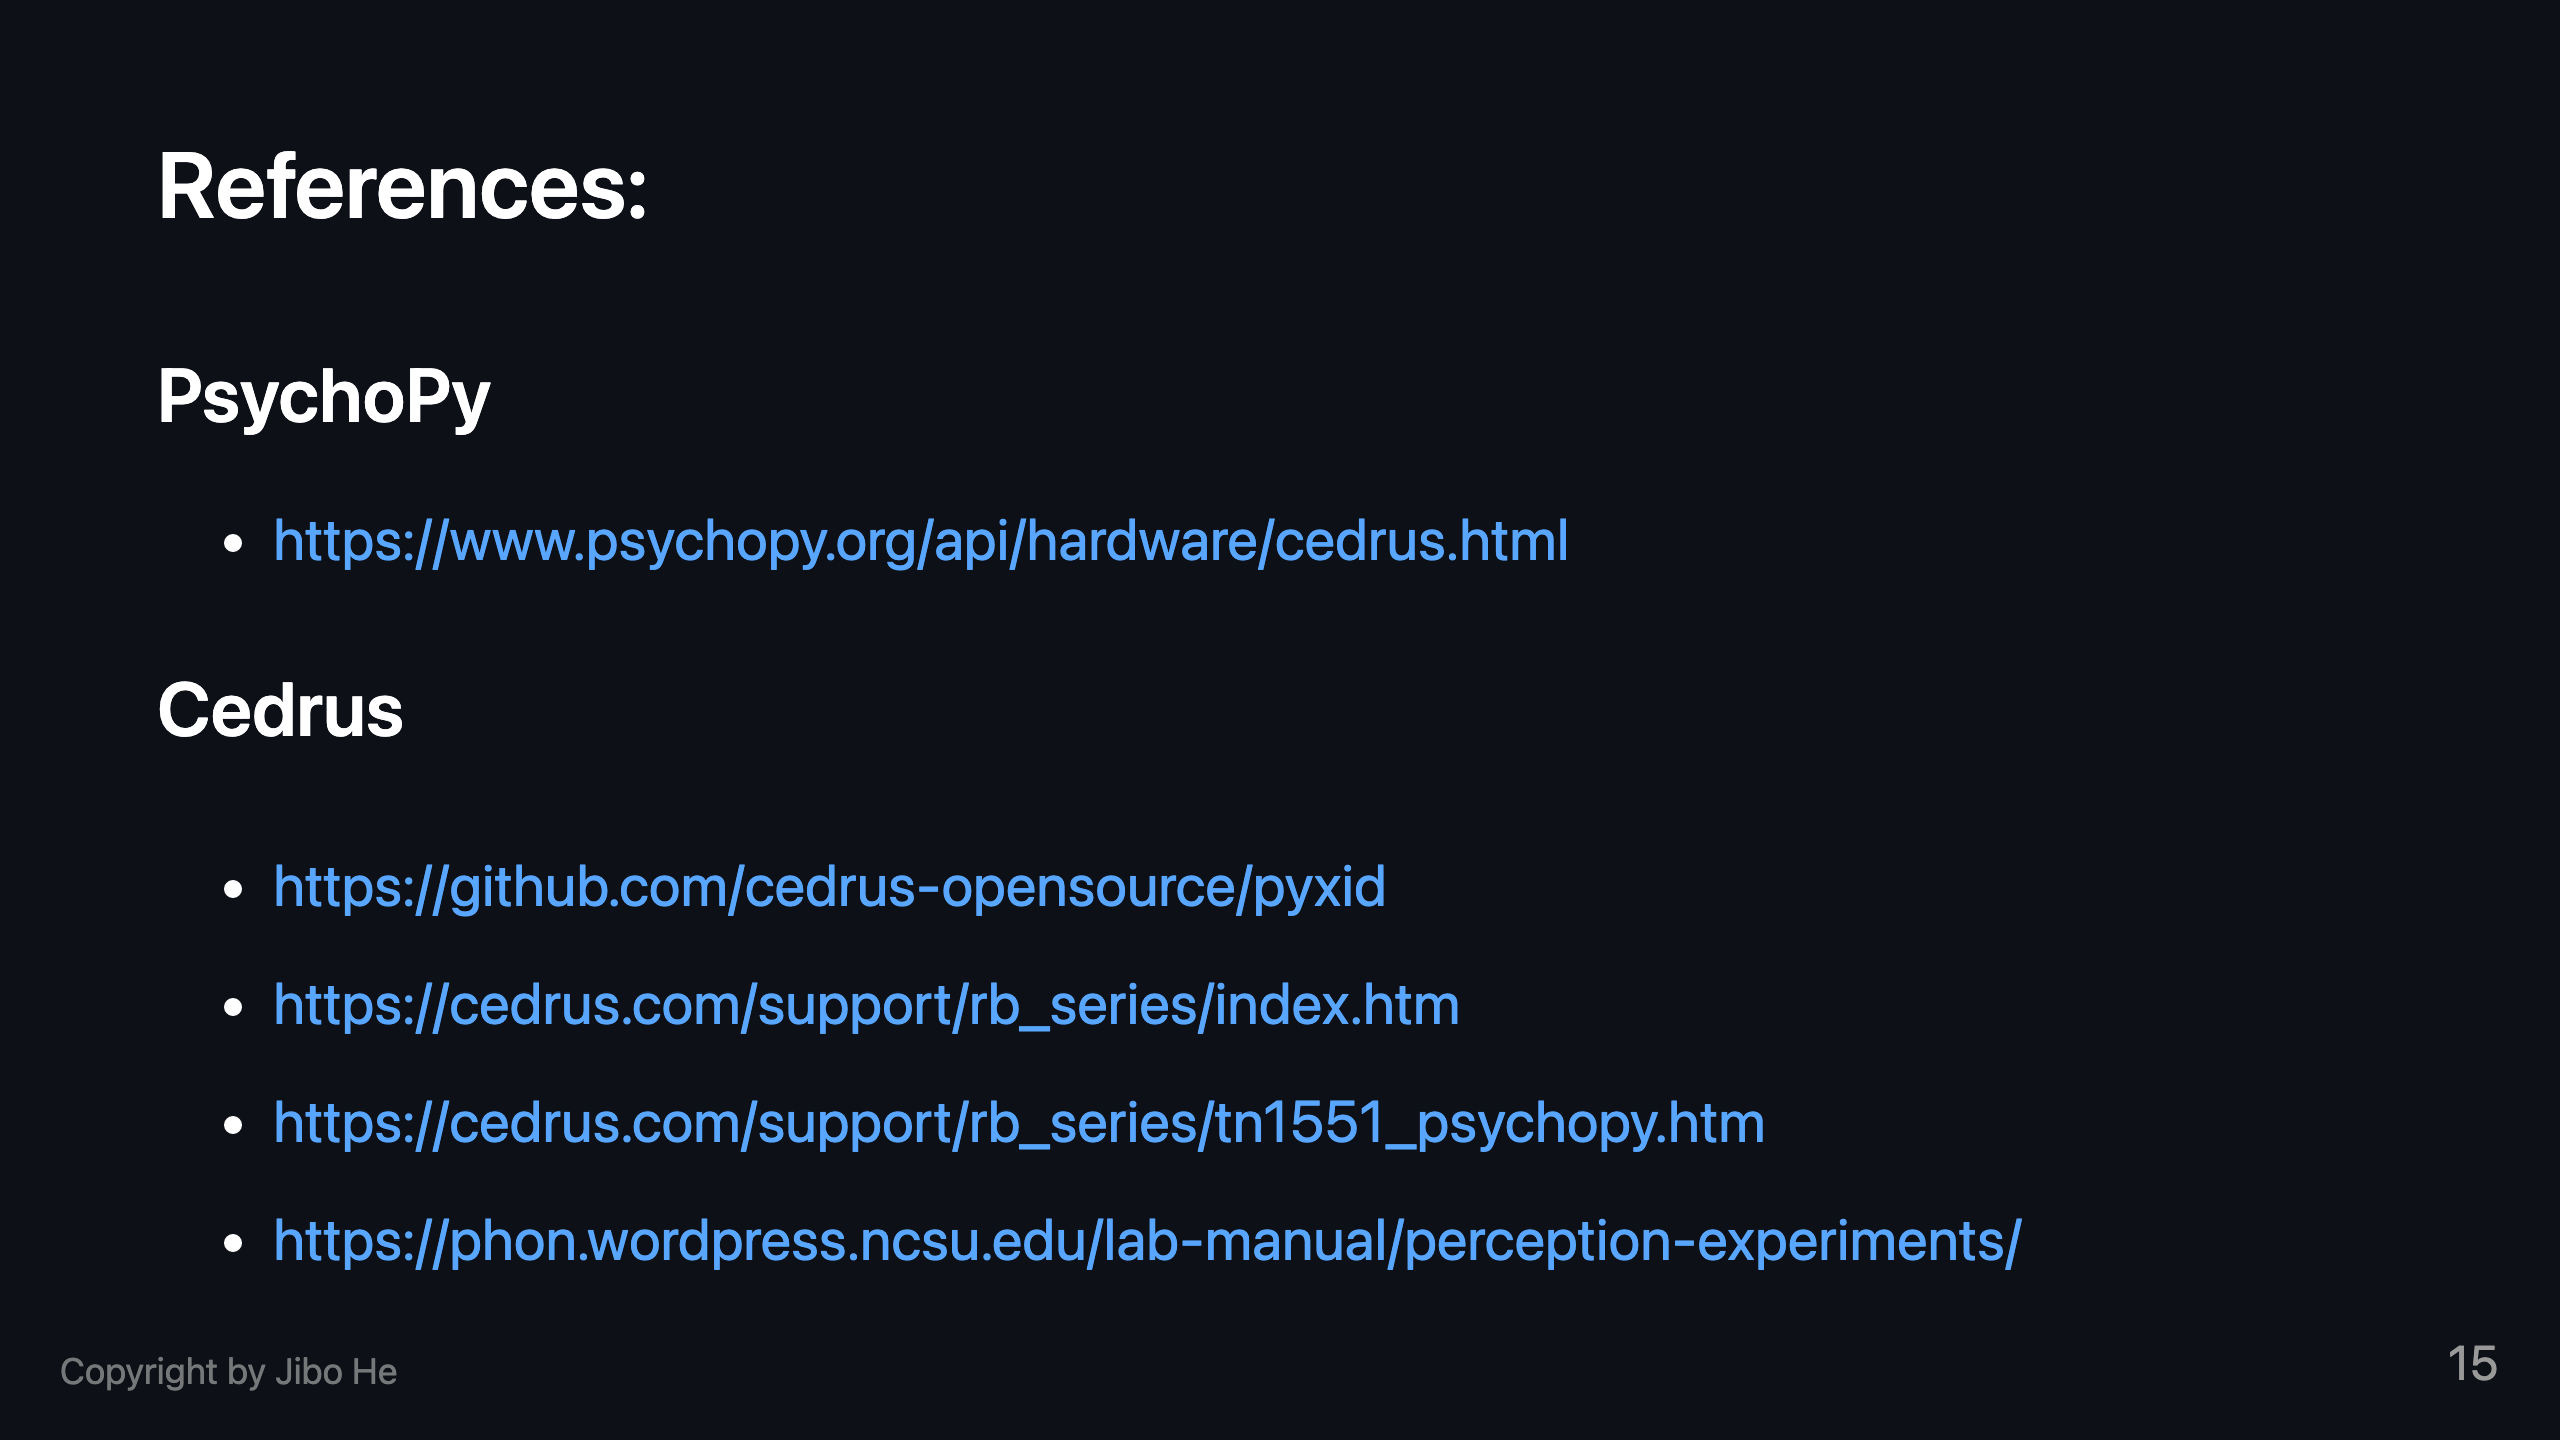 References:
PsychoPy
• https://www.psychopy.org/api/hardware/cedrus.html
Cedrus
• https://github.com/cedrus-opensource/pyxid
• https://cedrus.com/support/rb_series/index.htm
• https://cedrus.com/support/rb_series/tn1551_psychopy.htm
• https://phon.wordpress.ncsu.edu/lab-manual/perception-experiments/
Copyright by Jibo He
15